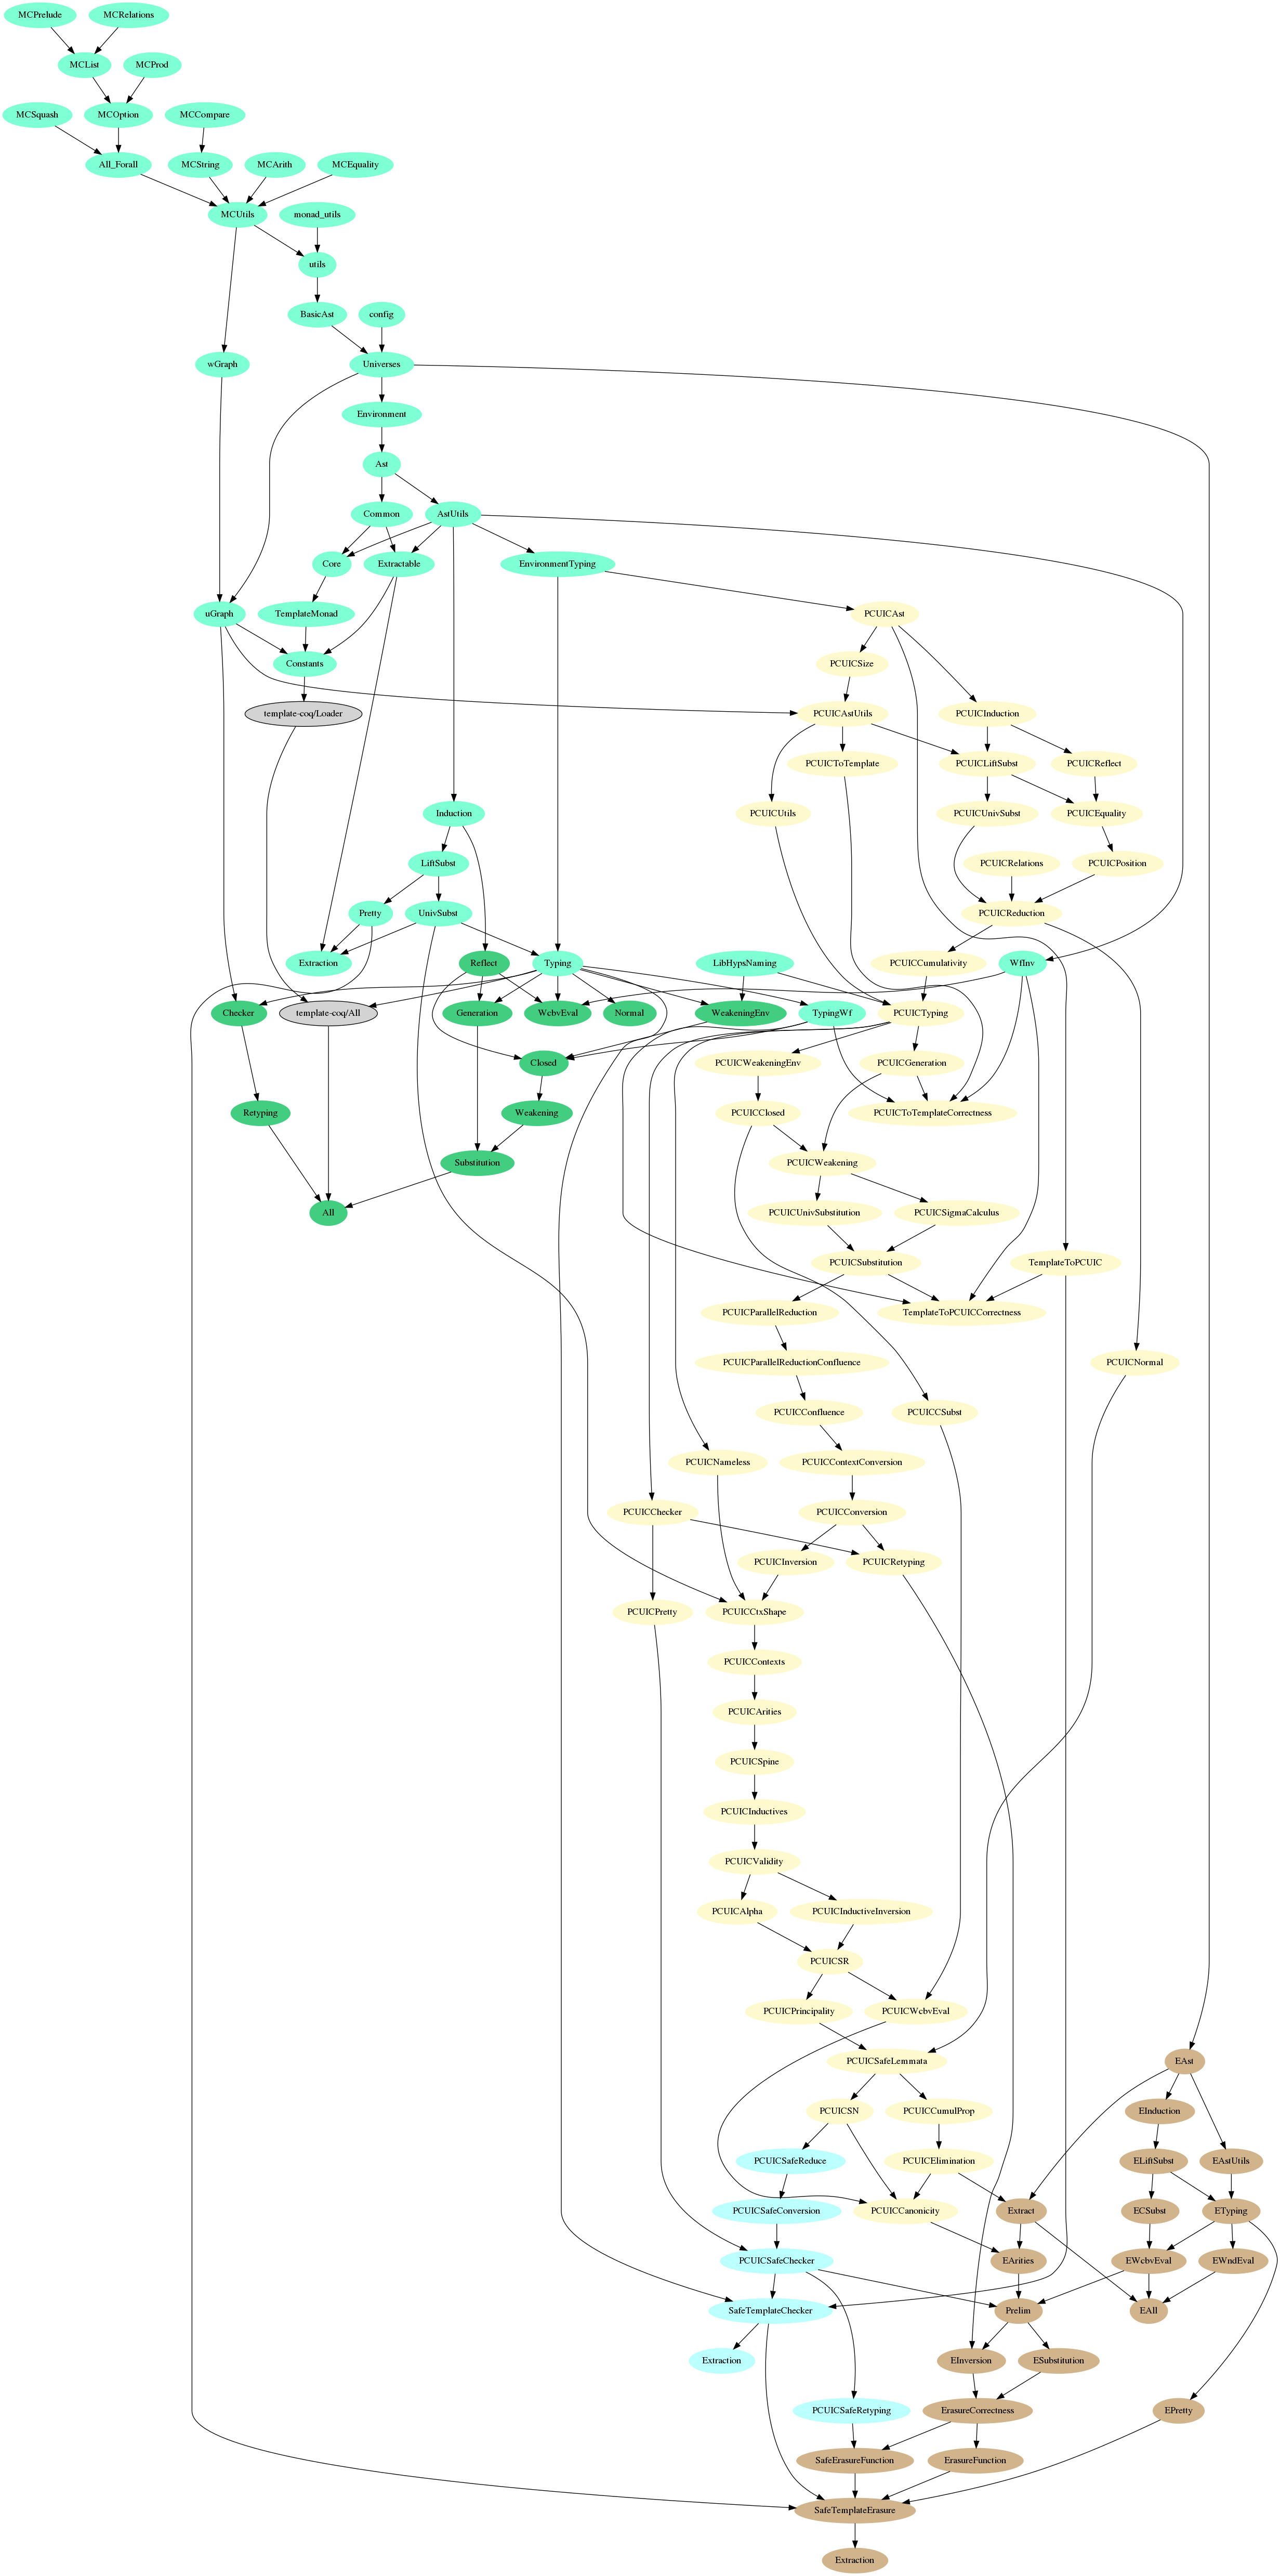 MCPrelude
MCRelations
MCList
MCProd
MCSquash
MCOption
MCCompare
All_Forall
MCString
MCArith
MCEquality
MCUtils
monad_utils
utils
BasicAst
config
wGraph
Universes
Environment
Ast
Common
AstUtils
Core
Extractable
EnvironmentTyping
uGraph
TemplateMonad
PCUICAst
Constants
PCUICSize
template-coq/Loader
PCUICAstUtils
PCUICInduction
PCUICToTemplate
PCUICLiftSubst
PCUICReflect
Induction
PCUICUtils
PCUICUnivSubst
PCUICEquality
LiftSubst
PCUICRelations
PCUICPosition
Pretty
UnivSubst
PCUICReduction
Extraction
Reflect
Typing
LibHypsNaming
PCUICCumulativity
WfInv
Checker
template-coq/All
Generation
WcbvEval
Normal
WeakeningEnv
TypingWf
PCUICTyping
Closed
PCUICWeakeningEnv
PCUICGeneration
Retyping
Weakening
PCUICClosed
PCUICToTemplateCorrectness
Substitution
PCUICWeakening
All
PCUICUnivSubstitution
PCUICSigmaCalculus
PCUICSubstitution
TemplateToPCUIC
PCUICParallelReduction
TemplateToPCUICCorrectness
PCUICParallelReductionConfluence
PCUICNormal
PCUICConfluence
PCUICCSubst
PCUICNameless
PCUICContextConversion
PCUICChecker
PCUICConversion
PCUICInversion
PCUICRetyping
PCUICPretty
PCUICCtxShape
PCUICContexts
PCUICArities
PCUICSpine
PCUICInductives
PCUICValidity
PCUICAlpha
PCUICInductiveInversion
PCUICSR
PCUICPrincipality
PCUICWcbvEval
PCUICSafeLemmata
EAst
PCUICSN
PCUICCumulProp
EInduction
PCUICSafeReduce
PCUICElimination
ELiftSubst
EAstUtils
PCUICSafeConversion
PCUICCanonicity
Extract
ECSubst
ETyping
PCUICSafeChecker
EArities
EWcbvEval
EWndEval
SafeTemplateChecker
Prelim
EAll
Extraction
EInversion
ESubstitution
PCUICSafeRetyping
ErasureCorrectness
EPretty
SafeErasureFunction
ErasureFunction
SafeTemplateErasure
Extraction